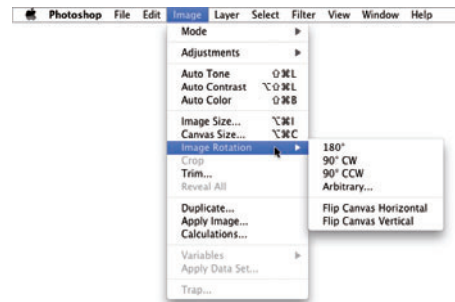 Photoshop File Edit Image Layer Select Filter View Window Help
Mode
Adjustments
Auto Tone ⇧⌘L
Auto Contrast ⌥⇧⌘L
Auto Color ⇧⌘B
Image Size... ⌥⌘I
Canvas Size... ⌥⌘C
Image Rotation
Crop
Trim...
Reveal All
Duplicate...
Apply Image...
Calculations...
Variables
Apply Data Set...
Trap...
180°
90° CW
90° CCW
Arbitrary...
Flip Canvas Horizontal
Flip Canvas Vertical